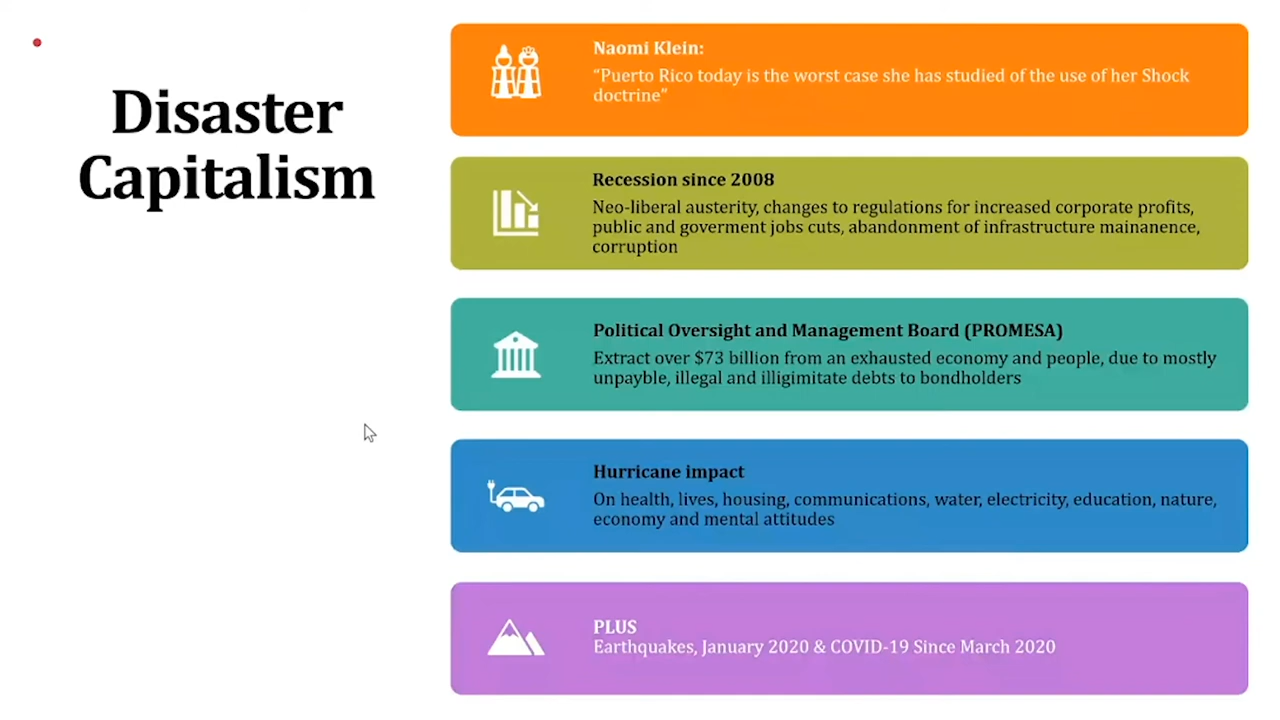 Disaster
Capitalism
Naomi Klein:
“Puerto Rico today is the worst case she has studied of the use of her Shock
doctrine”
Recession since 2008
Neo-liberal austerity, changes to regulations for increased corporate profits,
public and goverment jobs cuts, abandonment of infrastructure mainanence,
corruption
Political Oversight and Management Board (PROMESA)
Extract over $73 billion from an exhausted economy and people, due to mostly
unpayable, illegal and illigimitate debts to bondholders
Hurricane impact
On health, lives, housing, communications, water, electricity, education, nature,
economy and mental attitudes
PLUS
Earthquakes, January 2020 & COVID-19 Since March 2020